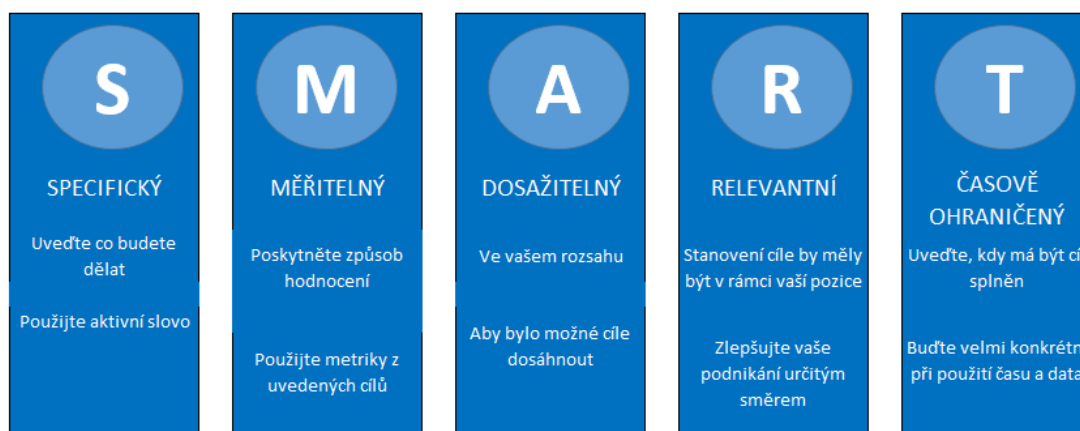 S
SPECIFICKÝ
Uveďte co budete
dělat
Použijte aktivní slovo
M
MĚŘITELNÝ
Poskytněte způsob
hodnocení
Použijte metriky z
uvedených cílů
A
DOSAŽITELNÝ
Ve vašem rozsahu
Aby bylo možné cíle
dosáhnout
R
RELEVANTNÍ
Stanovení cíle by měly
být v rámci vaší pozice
Zlepšujte vaše
podnikání určitým
směrem
T
ČASOVĚ
OHRANIČENÝ
Uveďte, kdy má být
splněn
Buďte velmi
při použití času a data